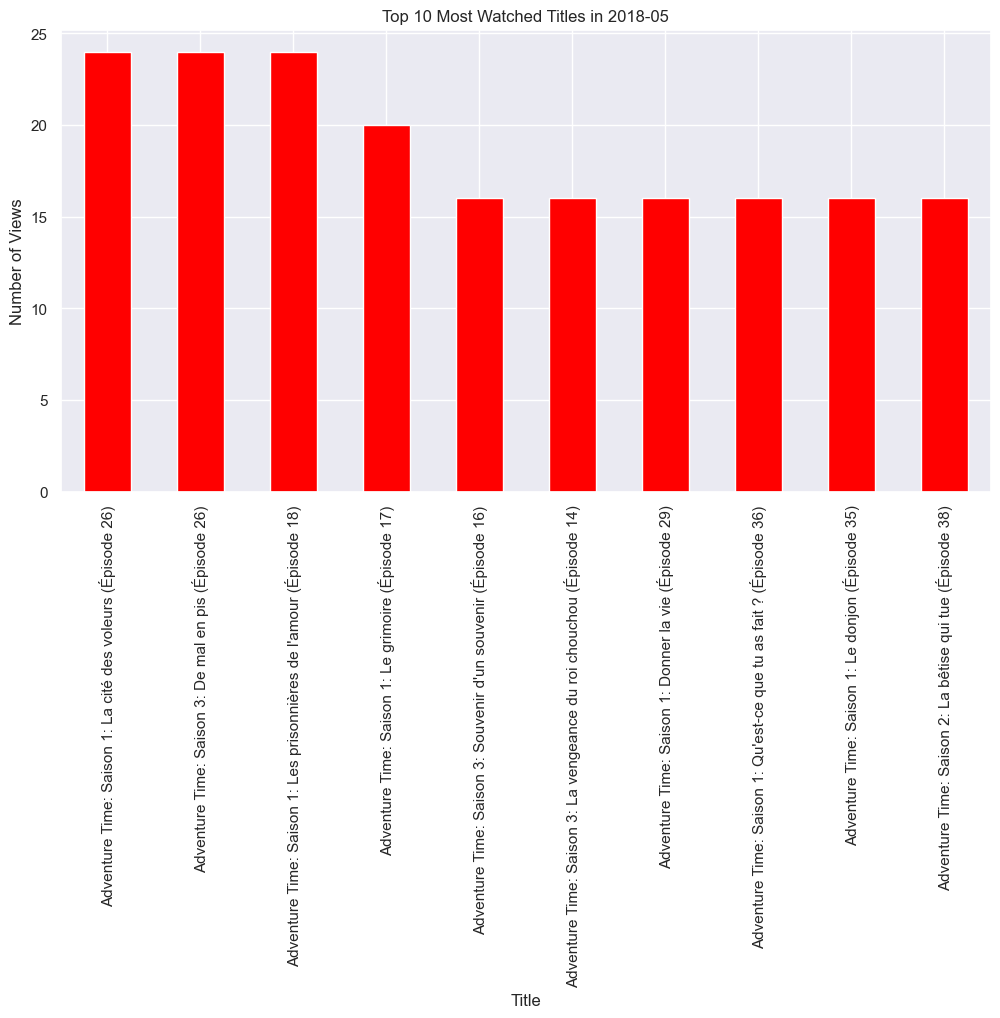 Top 10 Most Watched Titles in 2018-05
Number of Views
25
20
15
10
5
0
Adventure Time: Saison 1: La cité des voleurs (Épisode 26)
Adventure Time: Saison 3: De mal en pis (Épisode 26)
Adventure Time: Saison 1: Les prisonnières de l'amour (Épisode 18)
Adventure Time: Saison 1: Le grimoire (Épisode 17)
Adventure Time: Saison 3: Souvenir d'un souvenir (Épisode 16)
Adventure Time: Saison 3: La vengeance du roi chouchou (Épisode 14)
Adventure Time: Saison 1: Donner la vie (Épisode 29)
Adventure Time: Saison 1: Qu'est-ce que tu as fait ? (Épisode 36)
Adventure Time: Saison 1: Le donjon (Épisode 35)
Adventure Time: Saison 2: La bêtise qui tue (Épisode 38)
Title